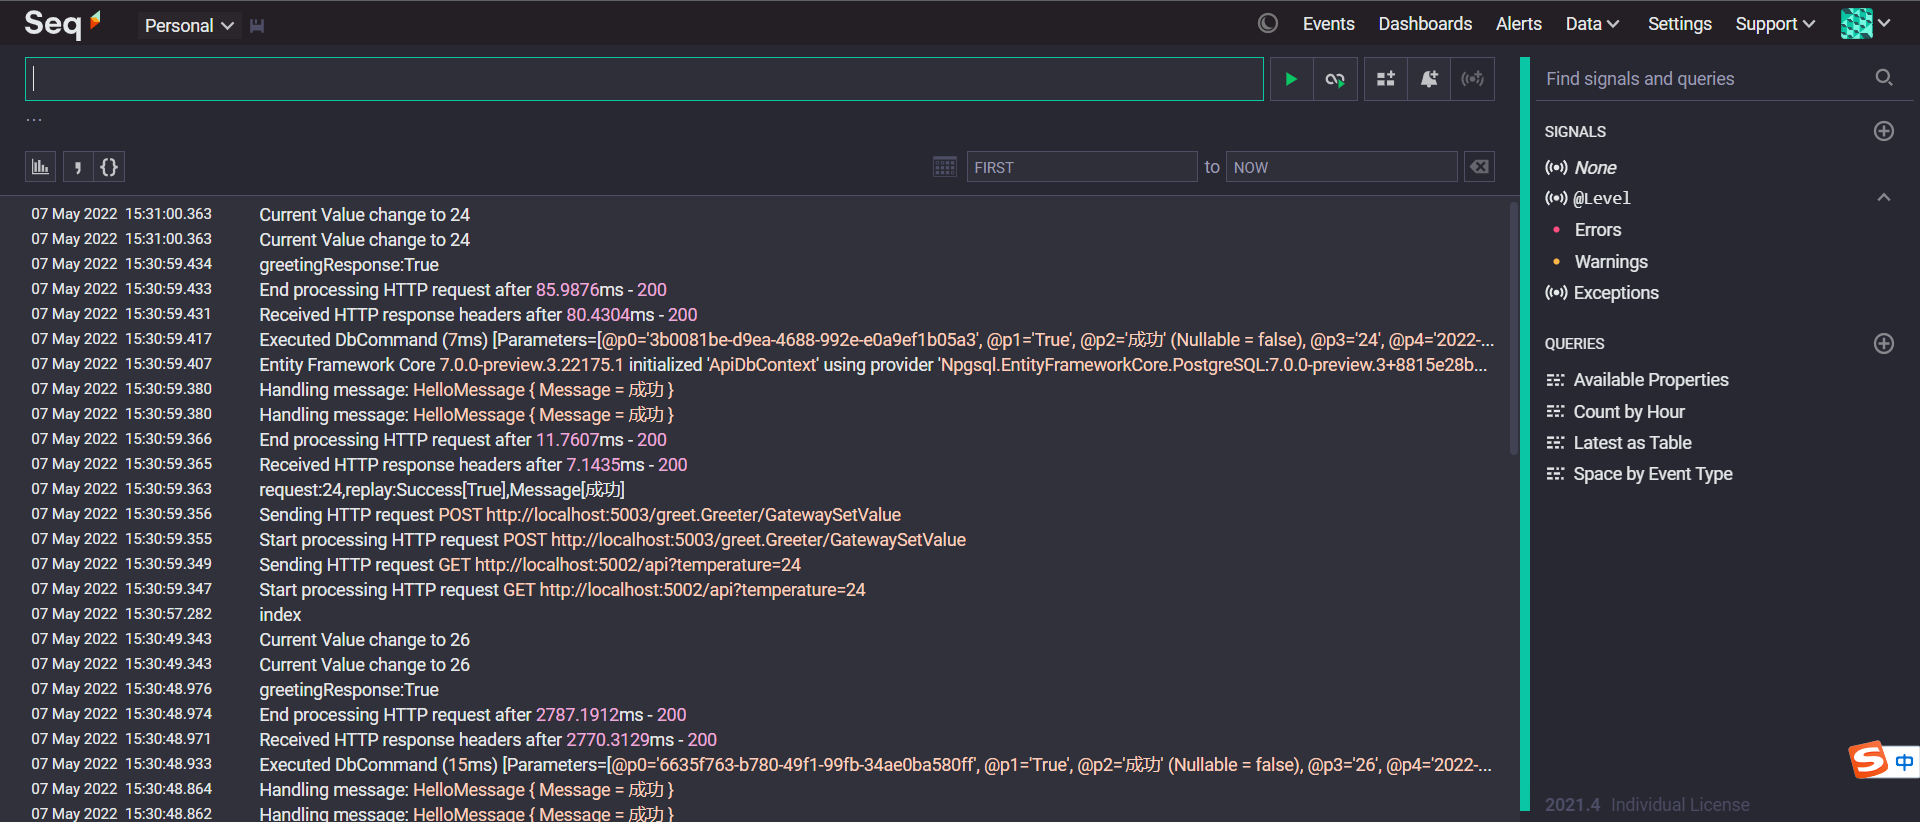 Seq Personal Events Dashboards Alerts Data Settings Support
Find signals and queries
...
FIRST to NOW
07 May 2022 15:31:00.363 Current Value change to 24
07 May 2022 15:31:00.363 Current Value change to 24
07 May 2022 15:30:59.434 greetingResponse:True
07 May 2022 15:30:59.433 End processing HTTP request after 85.9876ms - 200
07 May 2022 15:30:59.431 Received HTTP response headers after 80.4304ms - 200
07 May 2022 15:30:59.417 Executed DbCommand (7ms) [Parameters=[@p0='3b0081be-d9ea-4688-992e-e0a9ef1b05a3', @p1='True', @p2='成功' (Nullable = false), @p3='24', @p4='2022-...
07 May 2022 15:30:59.407 Entity Framework Core 7.0.0-preview.3.22175.1 initialized 'ApiDbContext' using provider 'Npgsql.EntityFrameworkCore.PostgreSQL:7.0.0-preview.3+8815e28b...
07 May 2022 15:30:59.380 Handling message: HelloMessage { Message = 成功 }
07 May 2022 15:30:59.380 Handling message: HelloMessage { Message = 成功 }
07 May 2022 15:30:59.366 End processing HTTP request after 11.7607ms - 200
07 May 2022 15:30:59.365 Received HTTP response headers after 7.1435ms - 200
07 May 2022 15:30:59.363 request:24,replay:Success[True],Message[成功]
07 May 2022 15:30:59.356 Sending HTTP request POST http://localhost:5003/greet.Greeter/GatewaySetValue
07 May 2022 15:30:59.355 Start processing HTTP request POST http://localhost:5003/greet.Greeter/GatewaySetValue
07 May 2022 15:30:59.349 Sending HTTP request GET http://localhost:5002/api?temperature=24
07 May 2022 15:30:59.347 Start processing HTTP request GET http://localhost:5002/api?temperature=24
07 May 2022 15:30:57.282 index
07 May 2022 15:30:49.343 Current Value change to 26
07 May 2022 15:30:49.343 Current Value change to 26
07 May 2022 15:30:48.976 greetingResponse:True
07 May 2022 15:30:48.974 End processing HTTP request after 2787.1912ms - 200
07 May 2022 15:30:48.971 Received HTTP response headers after 2770.3129ms - 200
07 May 2022 15:30:48.933 Executed DbCommand (15ms) [Parameters=[@p0='6635f763-b780-49f1-99fb-34ae0ba580ff', @p1='True', @p2='成功' (Nullable = false), @p3='26', @p4='2022-...
07 May 2022 15:30:48.864 Handling message: HelloMessage { Message = 成功 }
07 May 2022 15:30:48.862 Handling message: HelloMessage { Message = 成功 }
SIGNALS
None
@Level
Errors
Warnings
Exceptions
QUERIES
Available Properties
Count by Hour
Latest as Table
Space by Event Type
S 中
2021.4 Individual License